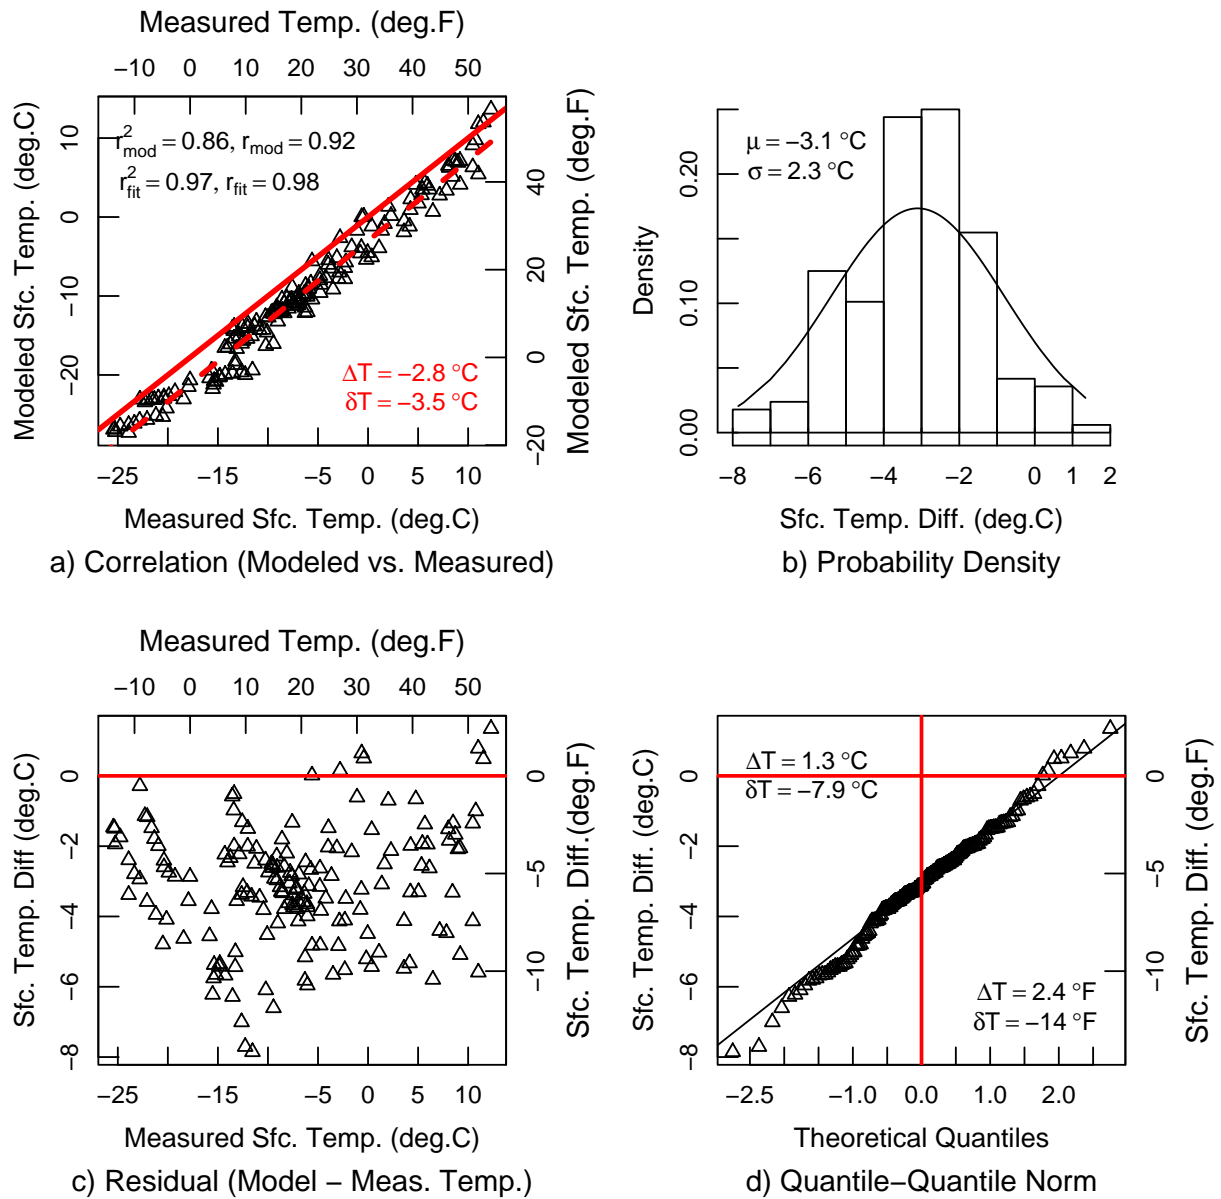 Measured Temp. (deg.F)
−10 0 10 20 30 40 50
Modeled Sfc. Temp. (deg.C)
10
0
−10
−20
r²mod = 0.86, rmod = 0.92
r²fit = 0.97, rfit = 0.98
ΔT = −2.8 °C
δT = −3.5 °C
40
20
0
−20
Modeled Sfc. Temp. (deg.F)
−25 −15 −5 0 5 10
Measured Sfc. Temp. (deg.C)
a) Correlation (Modeled vs. Measured)
Density
0.20
0.10
0.00
μ = −3.1 °C
σ = 2.3 °C
−8 −6 −4 −2 0 1 2
Sfc. Temp. Diff. (deg.C)
b) Probability Density
Measured Temp. (deg.F)
−10 0 10 20 30 40 50
Sfc. Temp. Diff (deg.C)
0
−2
−4
−6
−8
0
−5
−10
Sfc. Temp. Diff.(deg.F)
−25 −15 −5 0 5 10
Measured Sfc. Temp. (deg.C)
c) Residual (Model − Meas. Temp.)
Sfc. Temp. Diff. (deg.C)
0
−2
−4
−6
−8
ΔT = 1.3 °C
δT = −7.9 °C
ΔT = 2.4 °F
δT = −14 °F
0
−5
−10
Sfc. Temp. Diff. (deg.F)
−2.5 −1.0 0.0 1.0 2.0
Theoretical Quantiles
d) Quantile−Quantile Norm